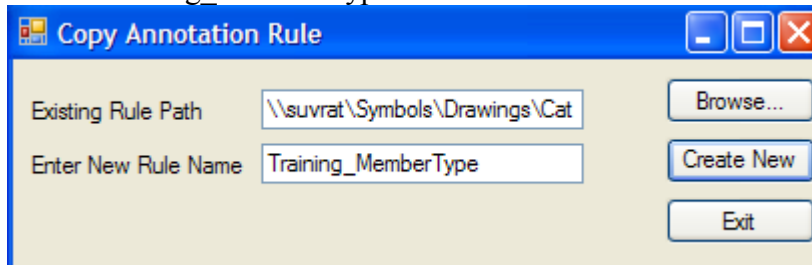 Copy Annotation Rule
Existing Rule Path \\suvrat\Symbols\Drawings\Cat Browse...
Enter New Rule Name Training_MemberType Create New
Exit